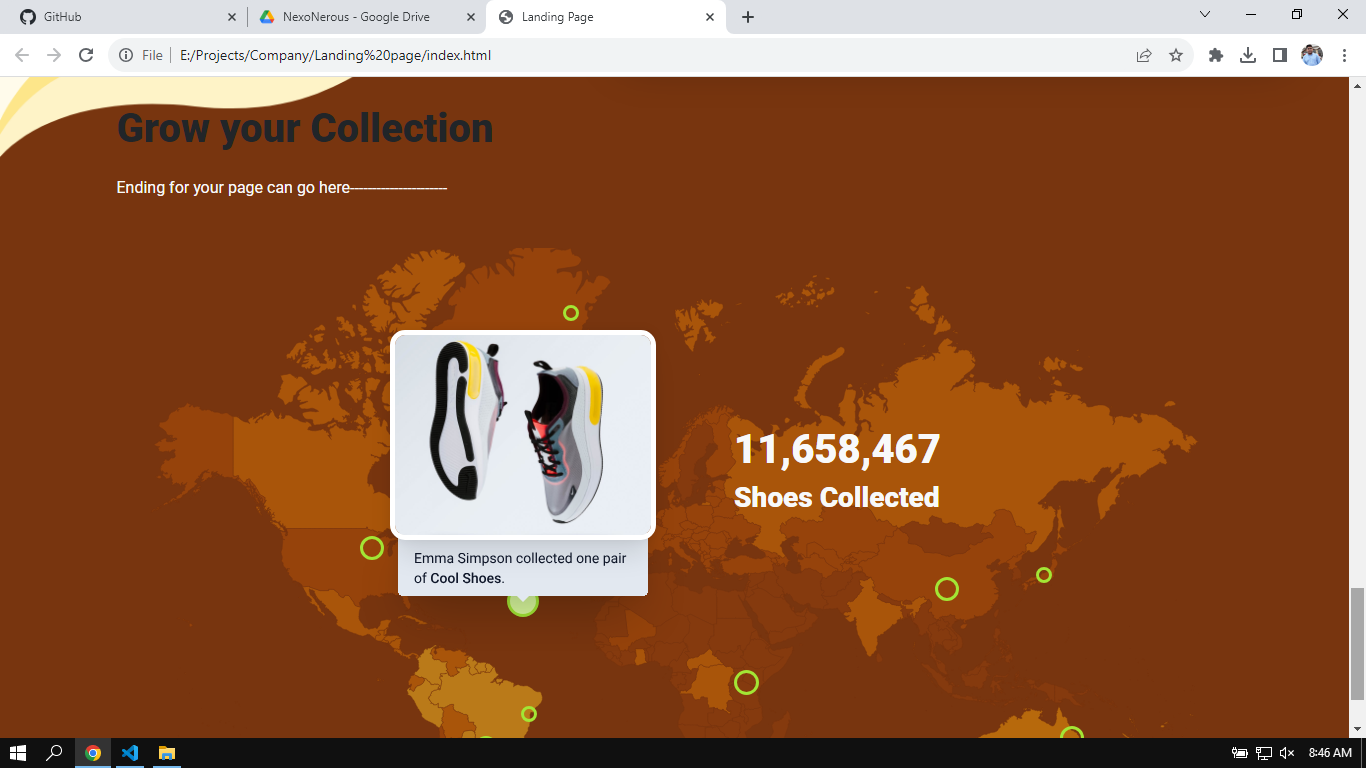 GitHub
NexoNerous - Google Drive
Landing Page
File
E:/Projects/Company/Landing%20page/index.html
Grow your Collection
Ending for your page can go here----------------------
11,658,467
Shoes Collected
Emma Simpson collected one pair
of Cool Shoes.
8:46 AM